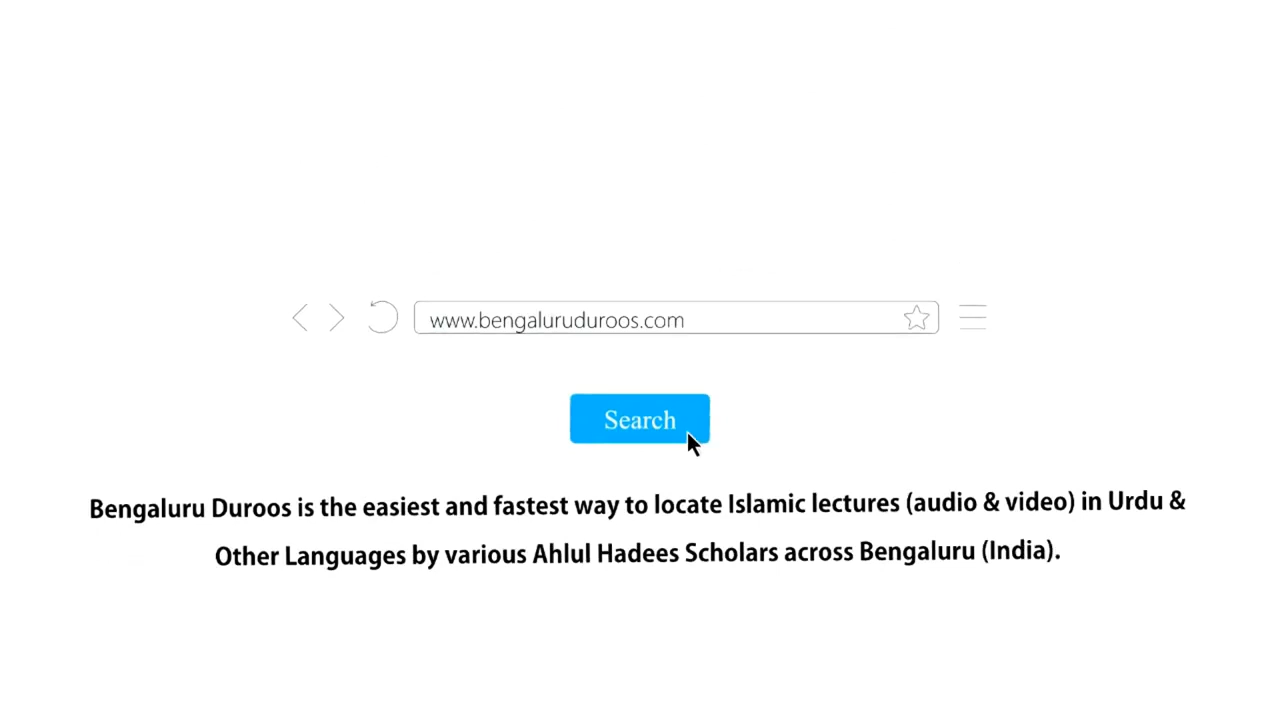 www.bengaluruduroos.com
Search
Bengaluru Duroos is the easiest and fastest way to locate Islamic lectures (audio & video) in Urdu &
Other Languages by various Ahlul Hadees Scholars across Bengaluru (India).